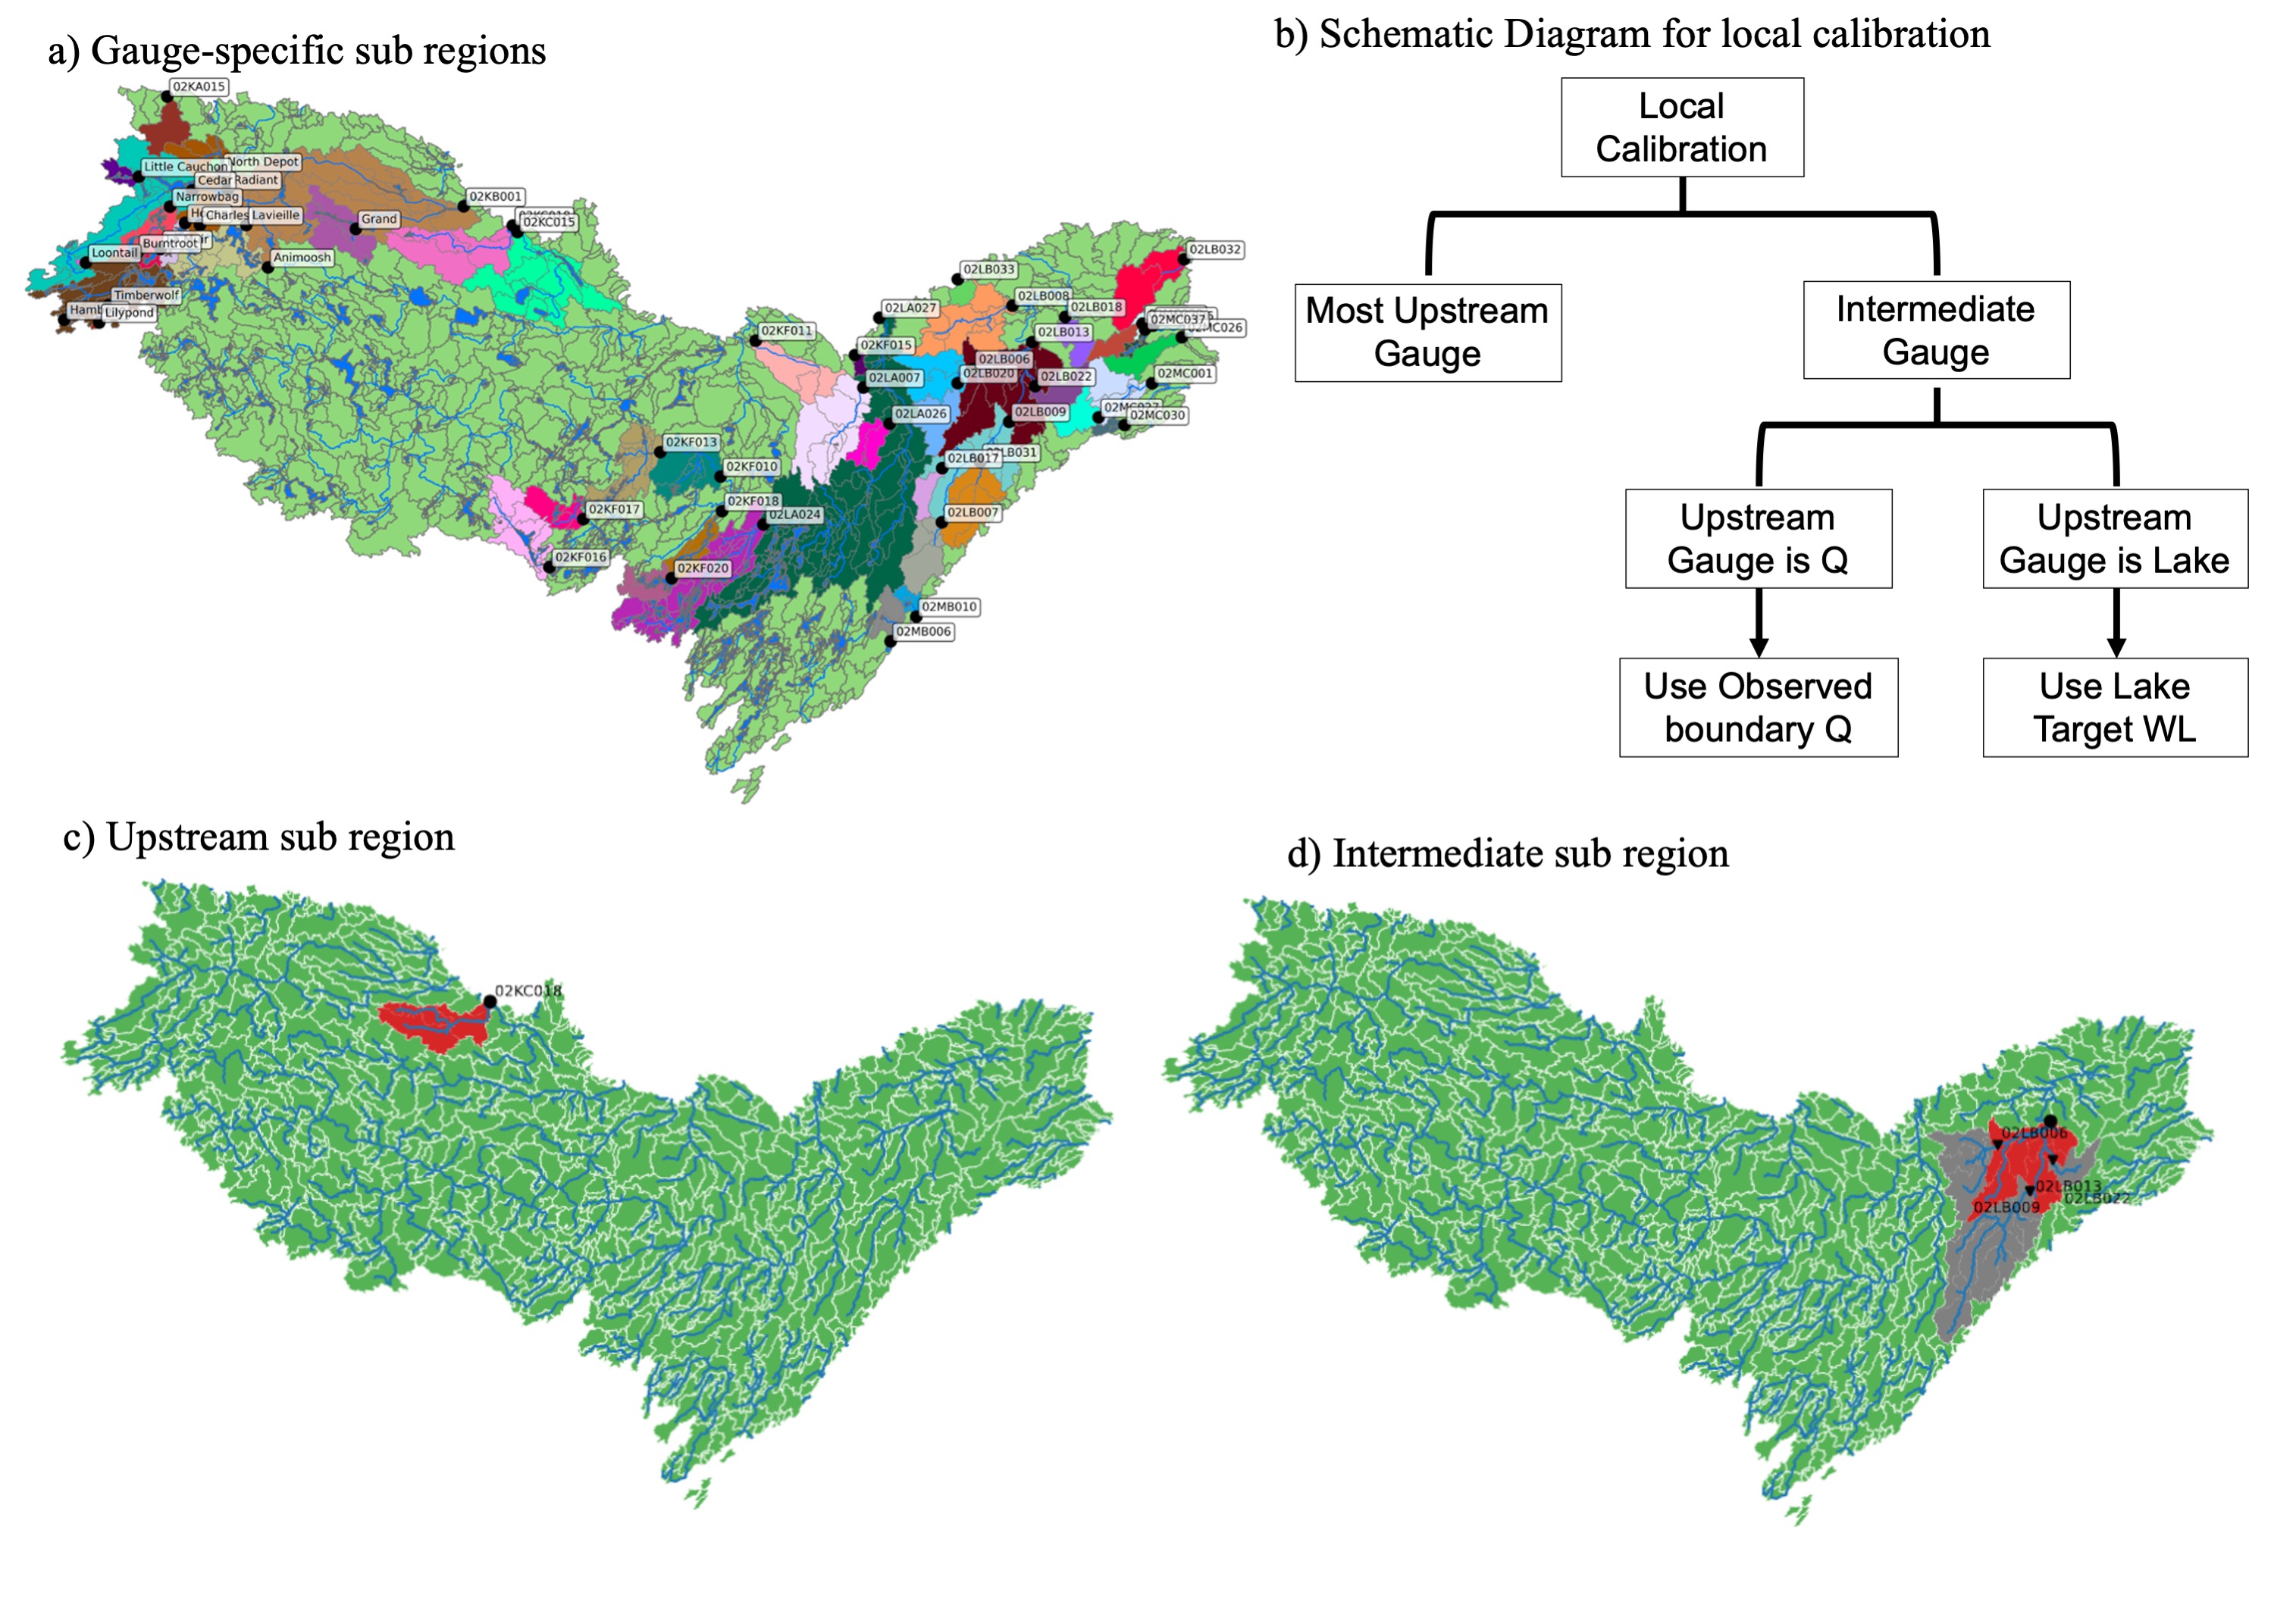 a) Gauge-specific sub regions
02KA015
North Depot
Little Cauchon
Cedar
Radiant
Narrowbag
Charles
Lavieille
Grand
Burntroot
Loontail
Animoosh
Timberwolf
Lilypond
02KB001
02KC015
02KF011
02KF015
02LA027
02LB033
02LB008
02LB018
02LB032
02MC037
02MC026
02LB013
02LB006
02LB020
02LB022
02MC001
02LA007
02LA026
02LB009
02MC030
02LB017
02LB031
02KF013
02KF010
02KF018
02LA024
02KF017
02KF016
02KF020
02LB007
02MB010
02MB006
b) Schematic Diagram for local calibration
Local
Calibration
Most Upstream
Gauge
Intermediate
Gauge
Upstream
Gauge is Q
Upstream
Gauge is Lake
Use Observed
boundary Q
Use Lake
Target WL
c) Upstream sub region
02KC018
d) Intermediate sub region
02LB006
02LB013
02LB022
02LB009